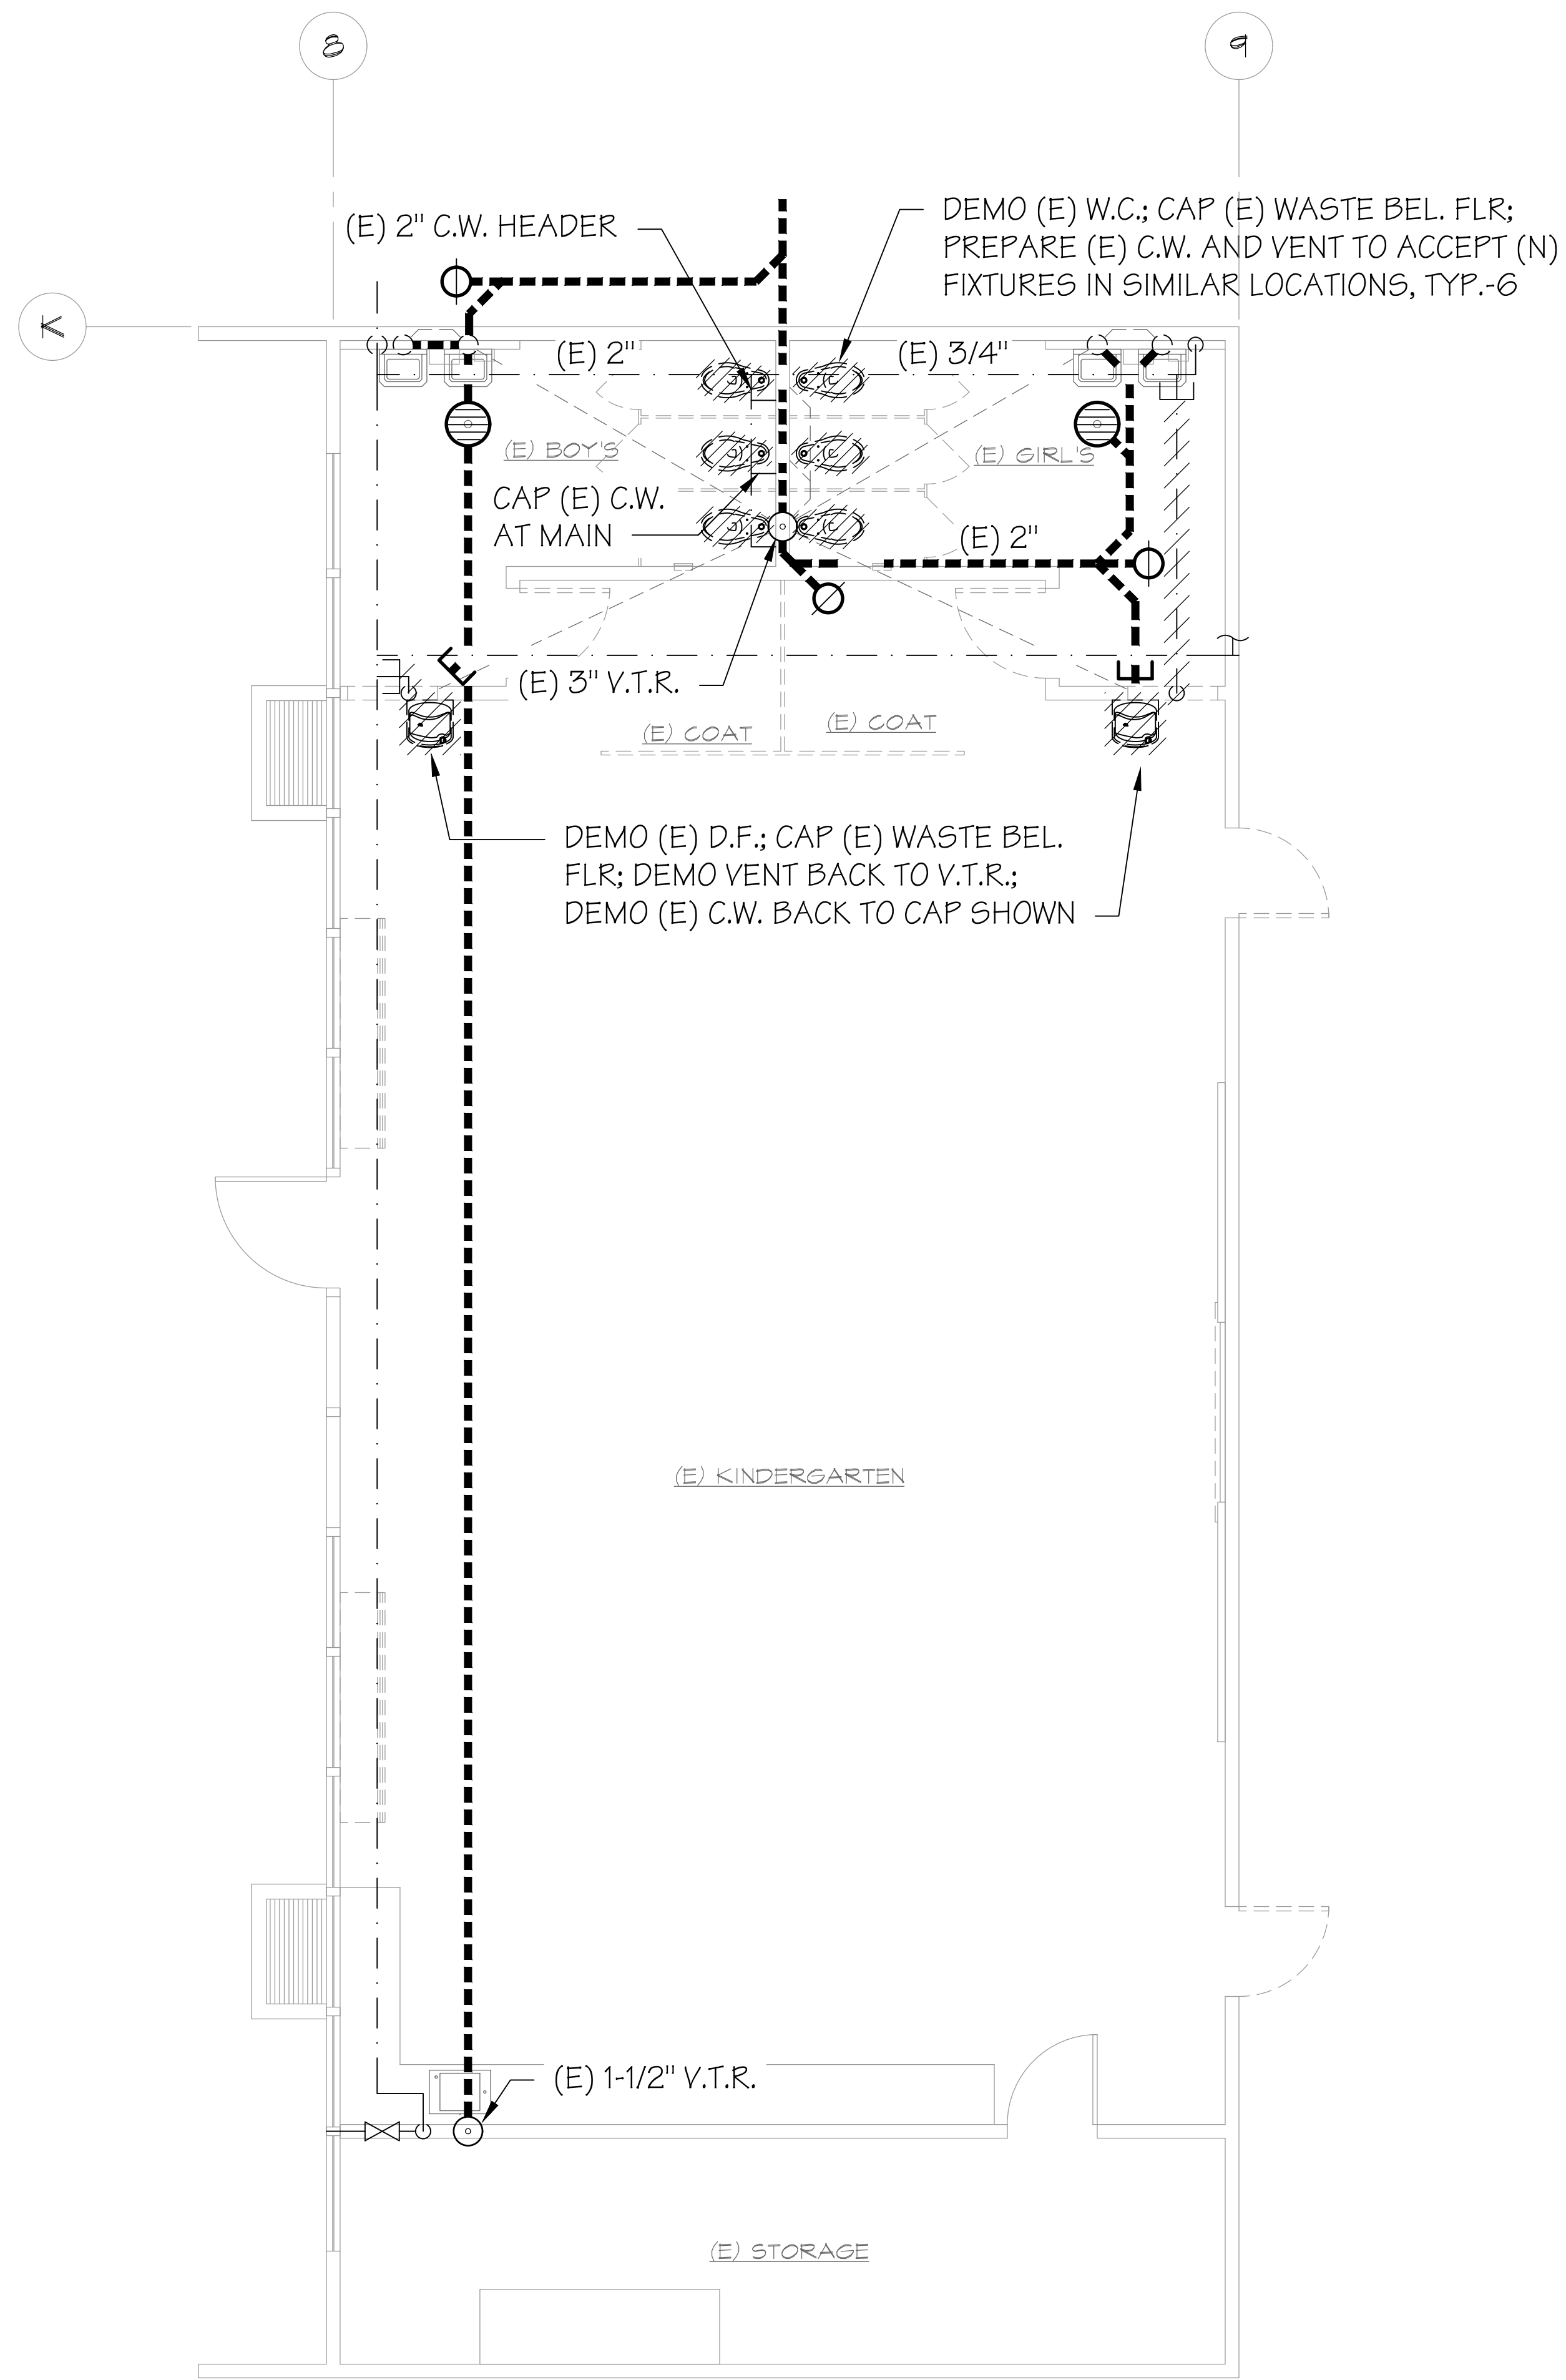 8
9
K
(E) 2" C.W. HEADER
DEMO (E) W.C.; CAP (E) WASTE BEL. FLR;
PREPARE (E) C.W. AND VENT TO ACCEPT (N)
FIXTURES IN SIMILAR LOCATIONS, TYP.-6
(E) 2"
(E) 3/4"
(E) BOY'S
(E) GIRL'S
CAP (E) C.W.
AT MAIN
(E) 2"
(E) 3" V.T.R.
(E) COAT
(E) COAT
DEMO (E) D.F.; CAP (E) WASTE BEL.
FLR; DEMO VENT BACK TO V.T.R.;
DEMO (E) C.W. BACK TO CAP SHOWN
(E) KINDERGARTEN
(E) 1-1/2" V.T.R.
(E) STORAGE